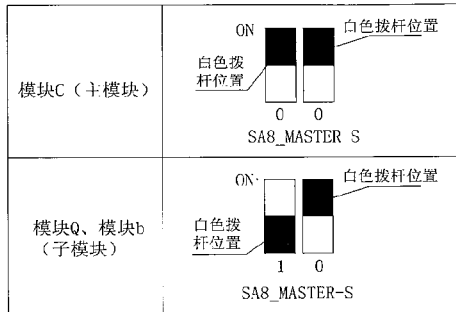 模块C（主模块）
ON
白色拨杆位置
白色拨
杆位置
0 0
SA8_MASTER S
模块Q、模块b
（子模块）
ON
白色拨杆位置
白色拨
杆位置
1 0
SA8_MASTER-S